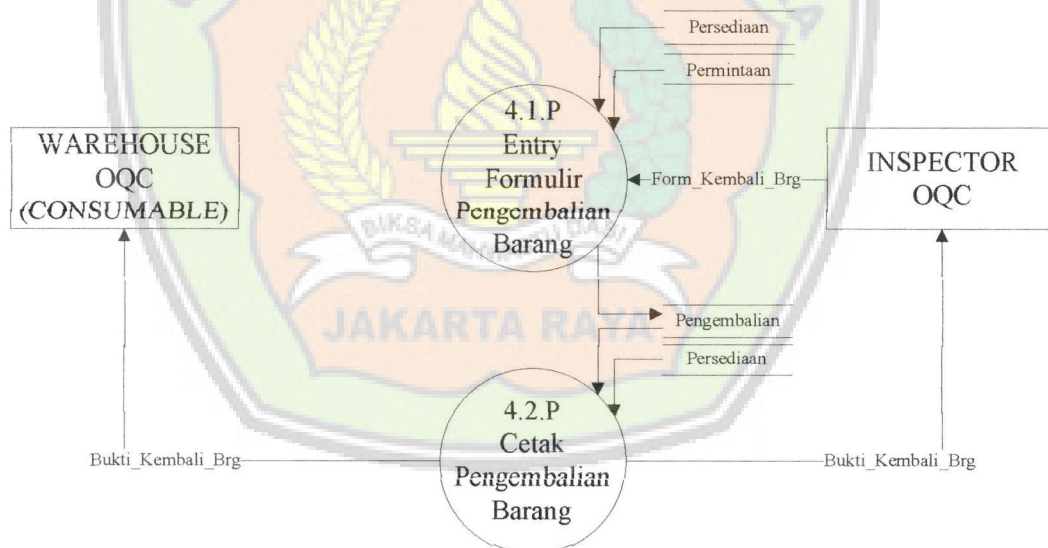 Persediaan
Permintaan
4.1.P
Entry
Formulir
Pengembalian
Barang
WAREHOUSE
OQC
(CONSUMABLE)
Form_Kembali_Brg
INSPECTOR
OQC
JAKARTA RAYA
Pengembalian
Persediaan
4.2.P
Cetak
Pengembalian
Barang
Bukti_Kembali_Brg
Bukti_Kembali_Brg